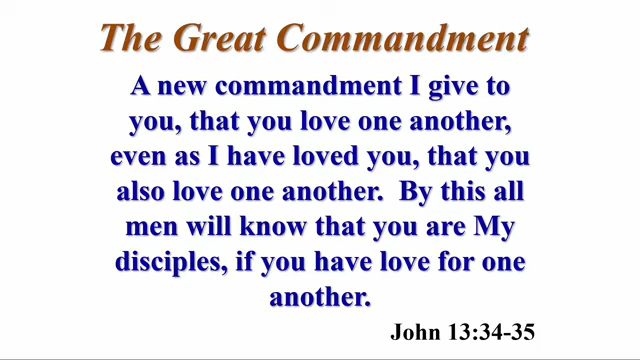 The Great Commandment
A new commandment I give to
you, that you love one another,
even as I have loved you, that you
also love one another.  By this all
men will know that you are My
disciples, if you have love for one
another.
John 13:34-35